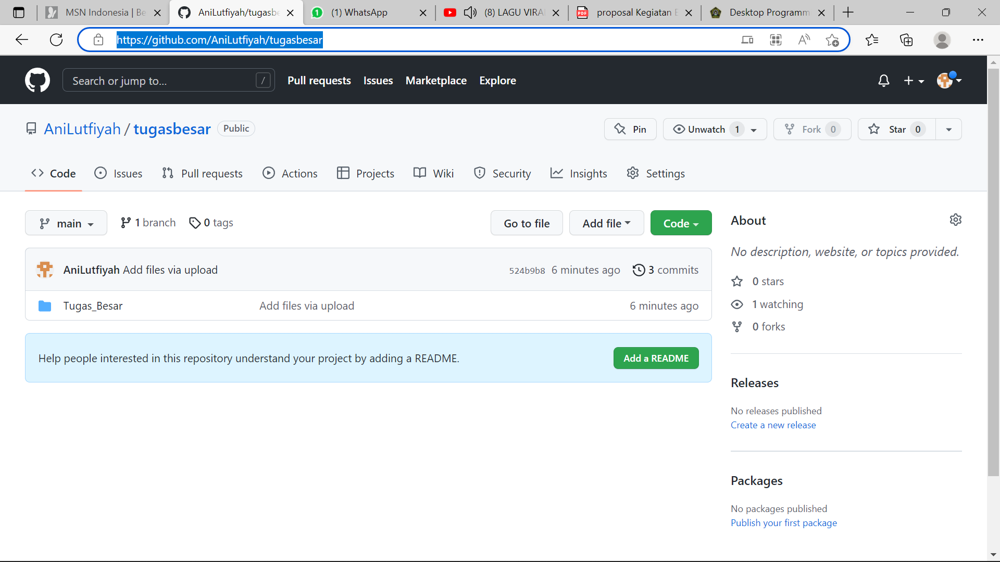 MSN Indonesia | Be
AniLutfiyah/tugasbe
(1) WhatsApp
(8) LAGU VIRA
proposal Kegiatan
Desktop Programm
https://github.com/AniLutfiyah/tugasbesar
Search or jump to... /
Pull requests
Issues
Marketplace
Explore
AniLutfiyah / tugasbesar Public
Pin
Unwatch 1
Fork 0
Star 0
Code
Issues
Pull requests
Actions
Projects
Wiki
Security
Insights
Settings
main
1 branch
0 tags
Go to file
Add file
Code
AniLutfiyah Add files via upload 524b9b8 6 minutes ago 3 commits
Tugas_Besar Add files via upload 6 minutes ago
Help people interested in this repository understand your project by adding a README.
Add a README
About
No description, website, or topics provided.
0 stars
1 watching
0 forks
Releases
No releases published
Create a new release
Packages
No packages published
Publish your first package